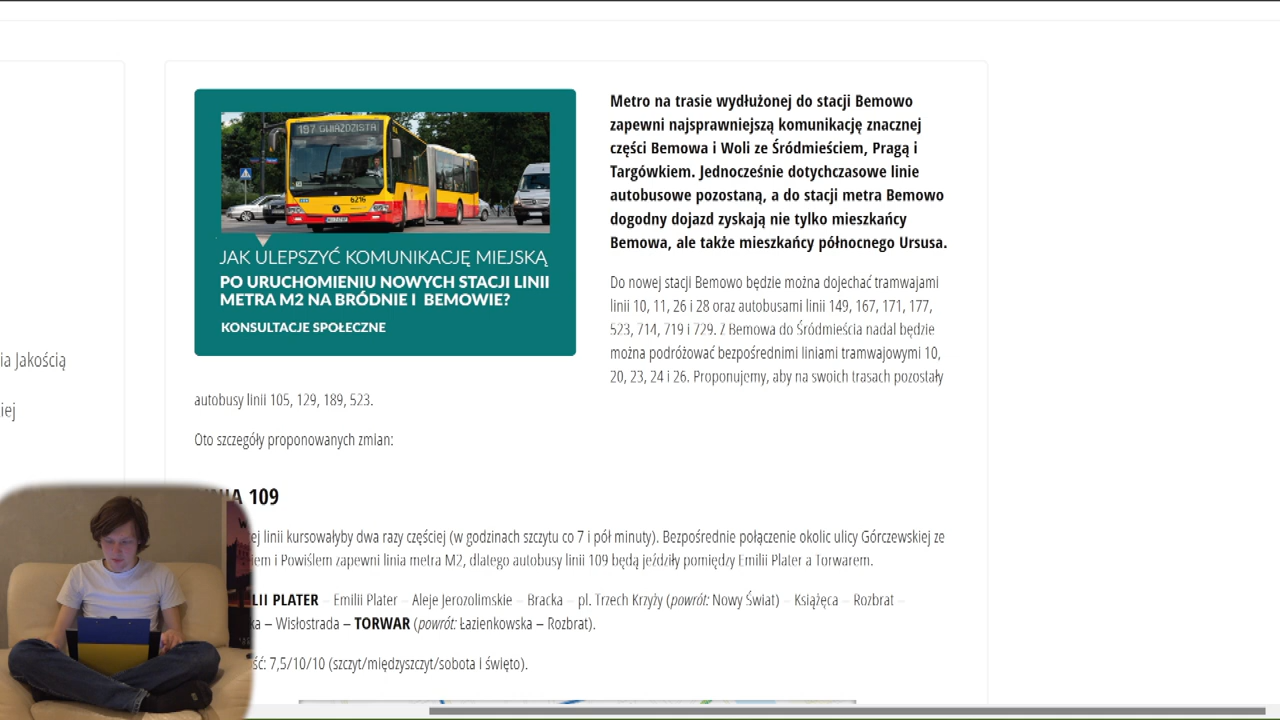 197 GWIAŹDZISTA
6216
JAK ULEPSZYĆ KOMUNIKACJĘ MIEJSKĄ
PO URUCHOMIENIU NOWYCH STACJI LINII
METRA M2 NA BRÓDNIE I BEMOWIE?
KONSULTACJE SPOŁECZNE
Metro na trasie wydłużonej do stacji Bemowo
zapewni najsprawniejszą komunikację znacznej
części Bemowa i Woli ze Śródmieściem, Pragą i
Targówkiem. Jednocześnie dotychczasowe linie
autobusowe pozostaną, a do stacji metra Bemowo
dogodny dojazd zyskają nie tylko mieszkańcy
Bemowa, ale także mieszkańcy północnego Ursusa.
Do nowej stacji Bemowo będzie można dojechać tramwajami
linii 10, 11, 26 i 28 oraz autobusami linii 149, 167, 171, 177,
523, 714, 719 i 729. Z Bemowa do Śródmieścia nadal będzie
można podróżować bezpośrednimi liniami tramwajowymi 10,
20, 23, 24 i 26. Proponujemy, aby na swoich trasach pozostały
autobusy linii 105, 129, 189, 523.
Oto szczegóły proponowanych zmian:
ia Jakością
iej
109
ej linii kursowałyby dwa razy częściej (w godzinach szczytu co 7 i pół minuty). Bezpośrednie połączenie okolic ulicy Górczewskiej ze
em i Powiślem zapewni linia metra M2, dlatego autobusy linii 109 będą jeździły pomiędzy Emilii Plater a Torwarem.
LII PLATER – Emilii Plater – Aleje Jerozolimskie – Bracka – pl. Trzech Krzyży (powrót: Nowy Świat) – Książęca – Rozbrat –
ka – Wisłostrada – TORWAR (powrót: Łazienkowska – Rozbrat).
ść: 7,5/10/10 (szczyt/międzyszczyt/sobota i święto).